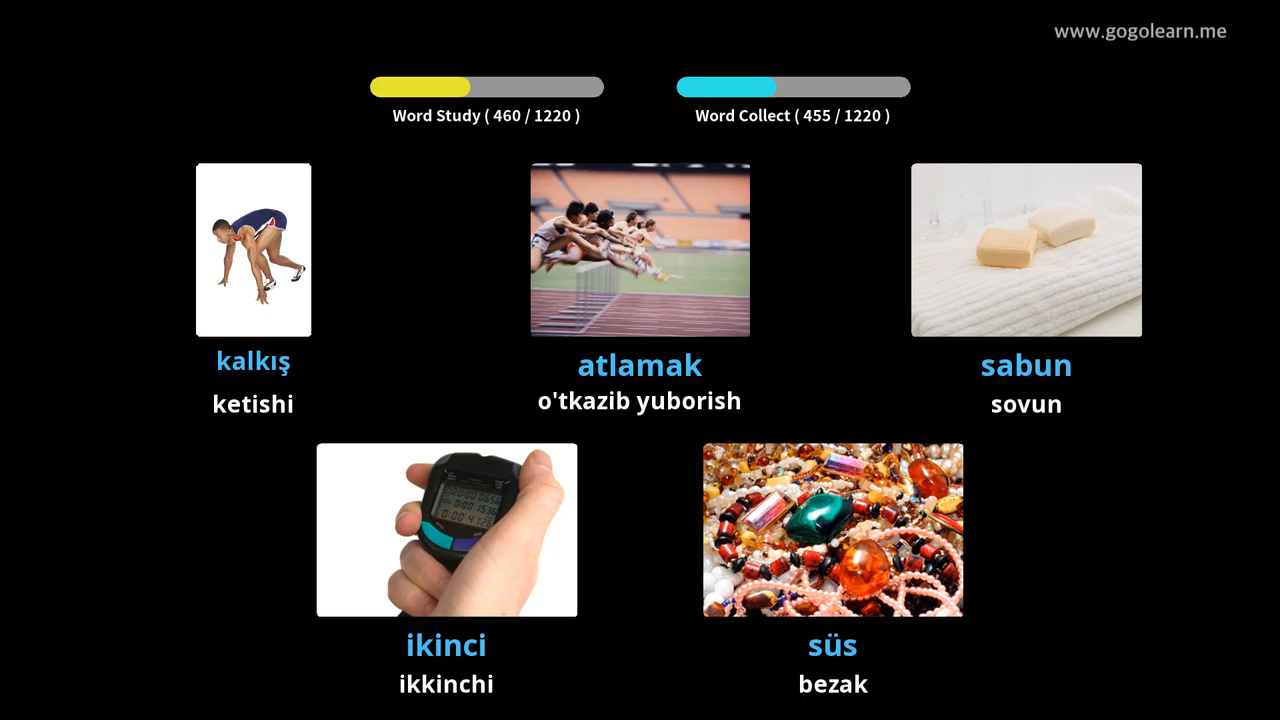 www.gogolearn.me
Word Study ( 460 / 1220 )
Word Collect ( 455 / 1220 )
kalkış
ketishi
atlamak
o'tkazib yuborish
sabun
sovun
ikinci
ikkinchi
süs
bezak